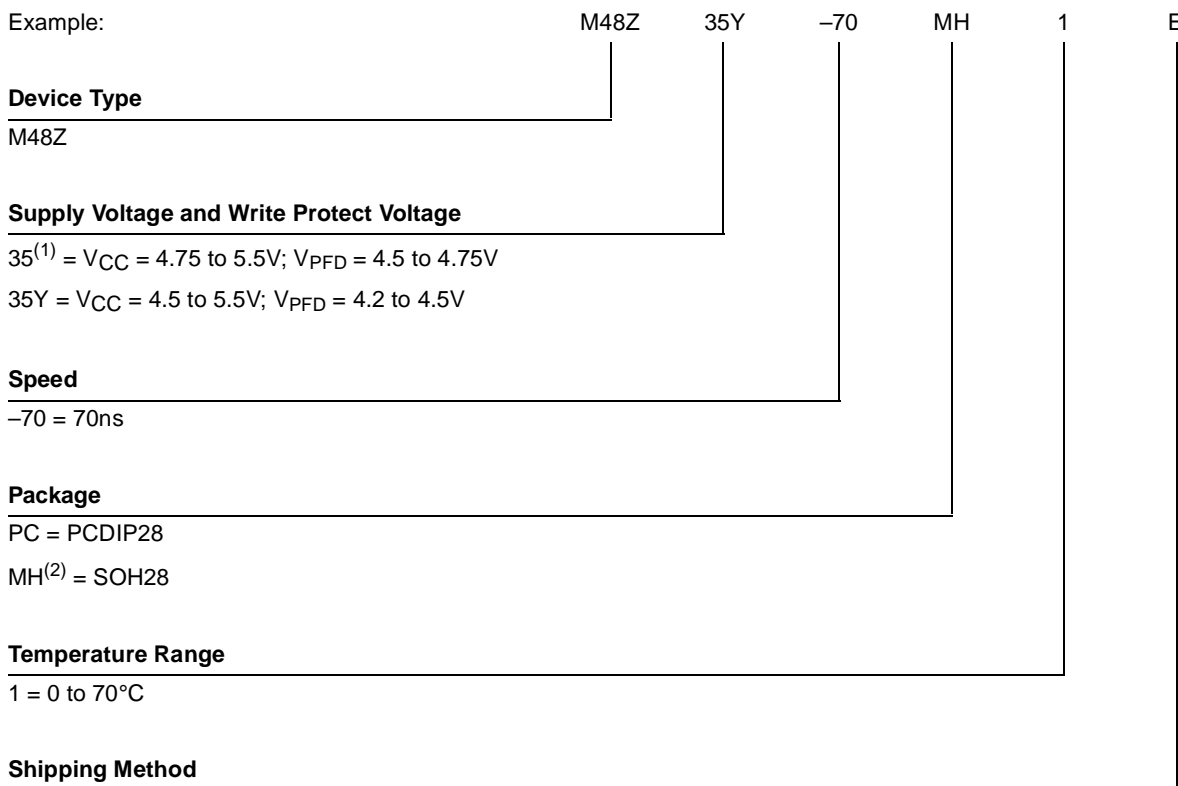 Example: M48Z 35Y –70 MH 1 E
Device Type
M48Z
Supply Voltage and Write Protect Voltage
35(1) = VCC = 4.75 to 5.5V; VPFD = 4.5 to 4.75V
35Y = VCC = 4.5 to 5.5V; VPFD = 4.2 to 4.5V
Speed
–70 = 70ns
Package
PC = PCDIP28
MH(2) = SOH28
Temperature Range
1 = 0 to 70°C
Shipping Method